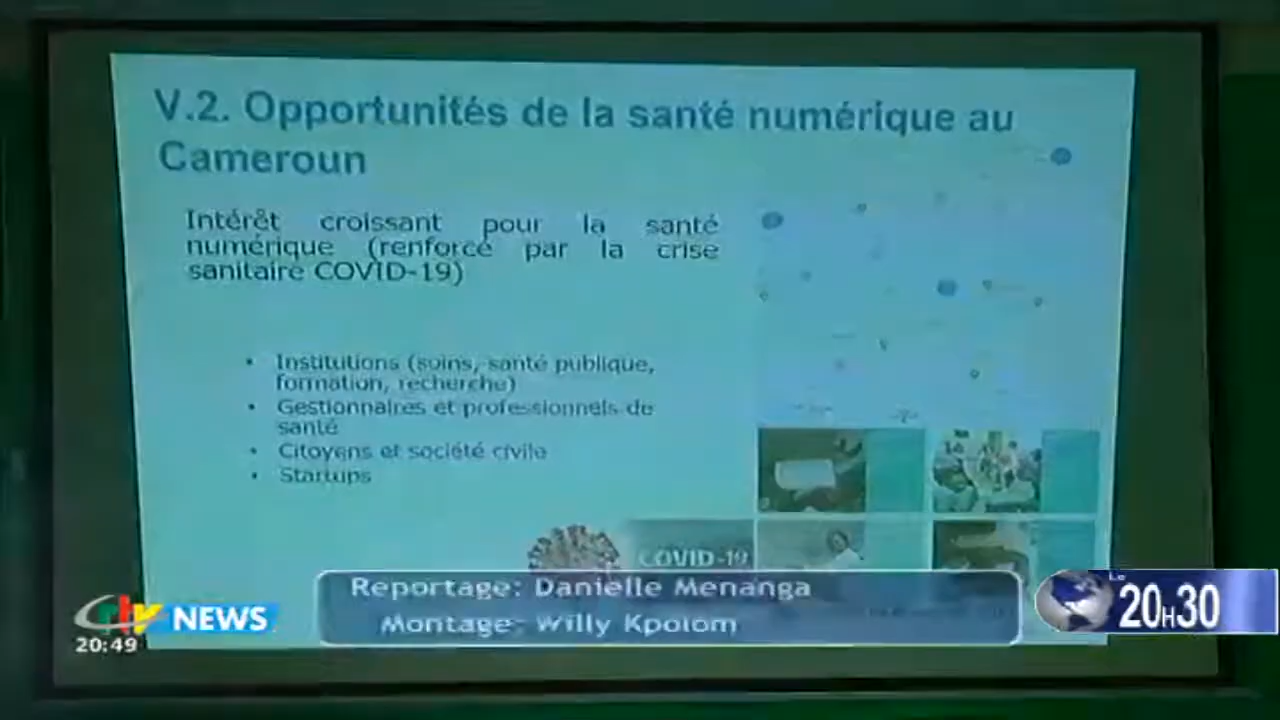 V.2. Opportunités de la santé numérique au
Cameroun
Intérêt croissant pour la santé
numérique (renforcé par la crise
sanitaire COVID-19)
• Institutions (soins, santé publique,
formation, recherche)
• Gestionnaires et professionnels de
santé
• Citoyens et société civile
• Startups
COVID-19
Reportage: Danielle Menanga
Montage: Willy Kpolom
NEWS
20:49
Le
20H30